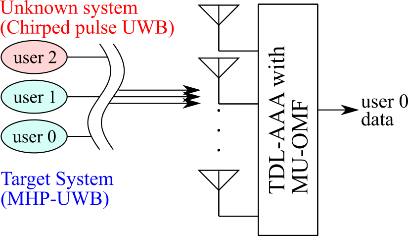 Unknown system
(Chirped pulse UWB)
user 2
user 1
user 0
Target System
(MHP-UWB)
TDL-AAA with
MU-OMF
user 0
data